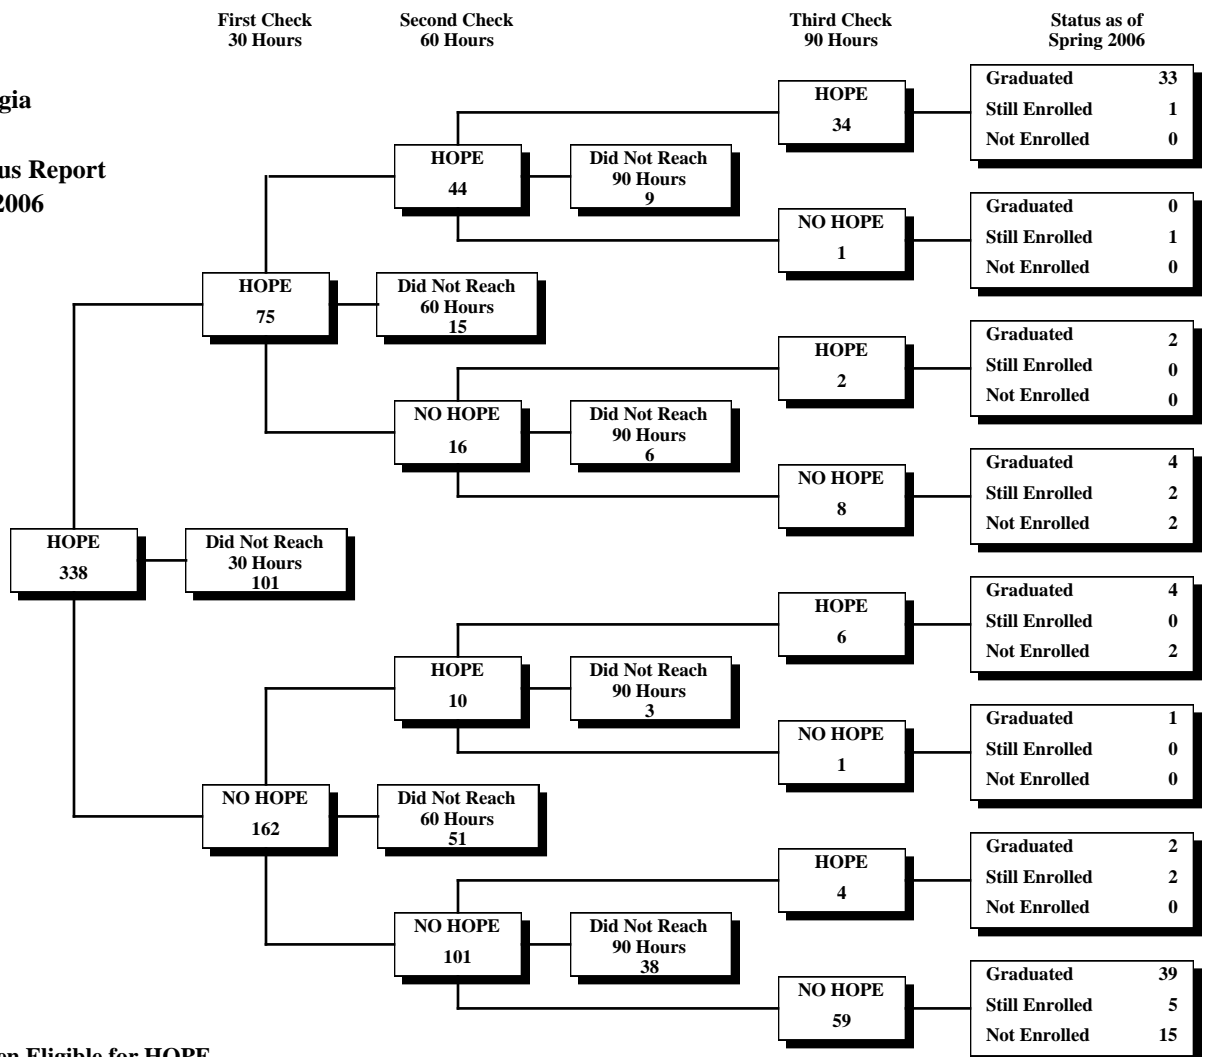 First Check
30 Hours
Second Check
60 Hours
Third Check
90 Hours
Status as of
Spring 2006
gia
us Report
2006
HOPE
338
Did Not Reach
30 Hours
101
HOPE
75
Did Not Reach
60 Hours
15
NO HOPE
162
Did Not Reach
60 Hours
51
HOPE
44
Did Not Reach
90 Hours
9
NO HOPE
16
Did Not Reach
90 Hours
6
HOPE
10
Did Not Reach
90 Hours
3
NO HOPE
101
Did Not Reach
90 Hours
38
HOPE
34
Graduated 33
Still Enrolled 1
Not Enrolled 0
NO HOPE
1
Graduated 0
Still Enrolled 1
Not Enrolled 0
HOPE
2
Graduated 2
Still Enrolled 0
Not Enrolled 0
NO HOPE
8
Graduated 4
Still Enrolled 2
Not Enrolled 2
HOPE
6
Graduated 4
Still Enrolled 0
Not Enrolled 2
NO HOPE
1
Graduated 1
Still Enrolled 0
Not Enrolled 0
HOPE
4
Graduated 2
Still Enrolled 2
Not Enrolled 0
NO HOPE
59
Graduated 39
Still Enrolled 5
Not Enrolled 15
en Eligible for HOPE